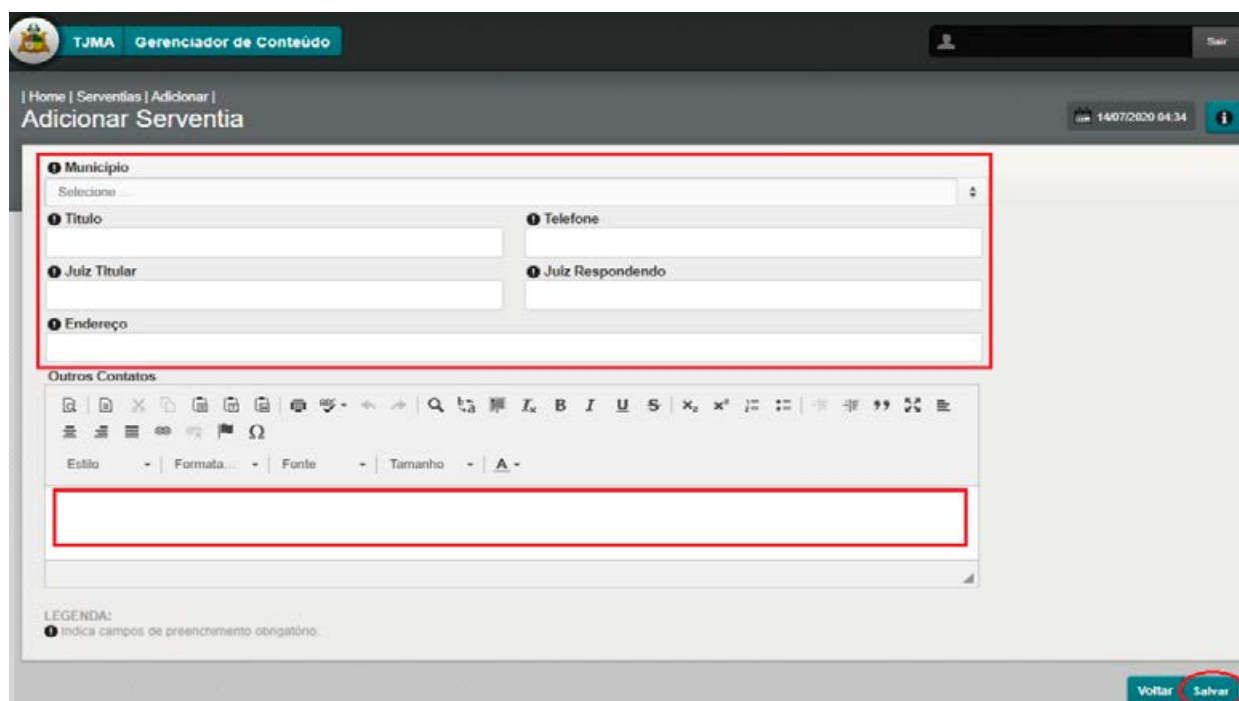 TJMA Gerenciador de Conteúdo Sair
| Home | Serventias | Adicionar |
Adicionar Serventia 14/07/2020 04:34
Município
Selecione ...
Titulo Telefone
Juiz Titular Juiz Respondendo
Endereço
Outros Contatos
Estilo Formata... Fonte Tamanho A
LEGENDA:
Indica campos de preenchimento obrigatório.
Voltar Salvar